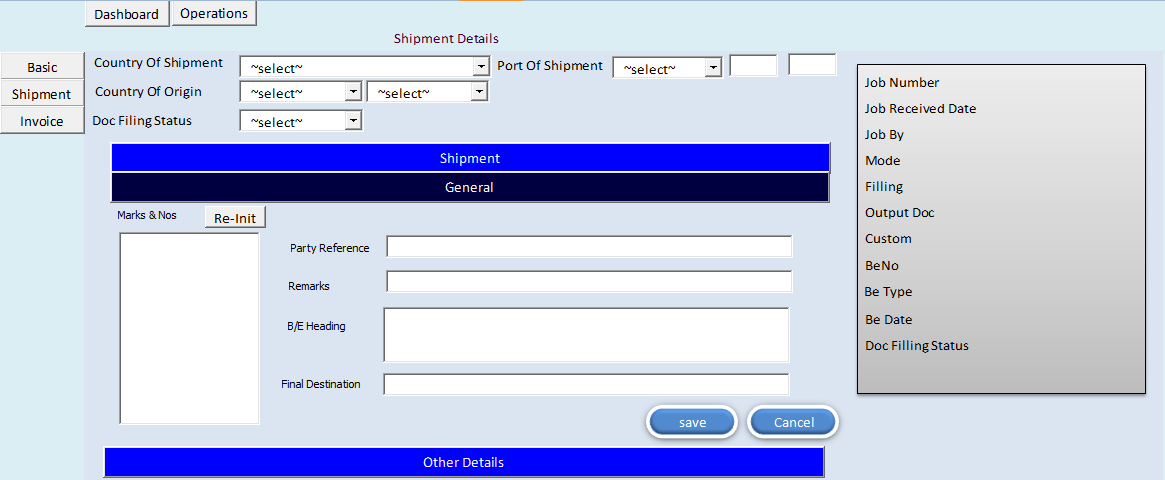 Dashboard Operations
Shipment Details
Basic
Shipment
Invoice
Country Of Shipment ~select~ Port Of Shipment ~select~
Country Of Origin ~select~ ~select~
Doc Filing Status ~select~
Shipment
General
Marks & Nos Re-Init
Party Reference
Remarks
B/E Heading
Final Destination
save Cancel
Other Details
Job Number
Job Received Date
Job By
Mode
Filling
Output Doc
Custom
BeNo
Be Type
Be Date
Doc Filling Status